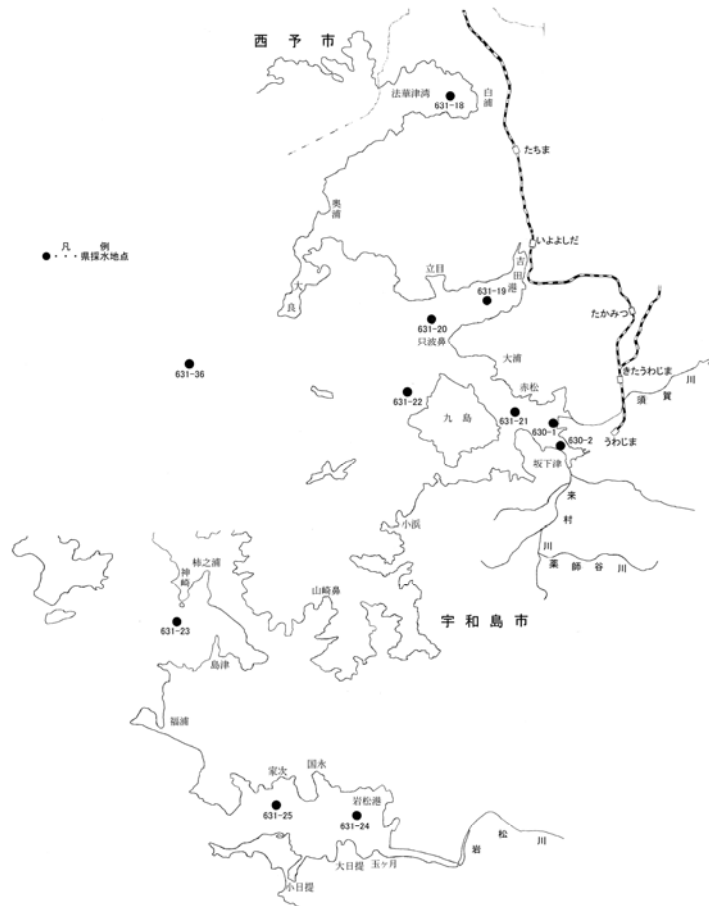 西予市
法華津湾
白浦
631-18
たちま
奥浦
いよよしだ
凡例
●・・・県採水地点
立目
吉田港
大良
631-19
631-20
たかみつ
只波鼻
大浦
631-36
きたうわじま
赤松
須賀川
631-22
九島
631-21
630-1
630-2
うわじま
坂下津
来村川
小浜
薬師谷川
柿之浦
神崎
山崎鼻
631-23
宇和島市
島津
福浦
家次
国永
岩松港
631-25
631-24
岩松川
大日提
玉ヶ月
小日提